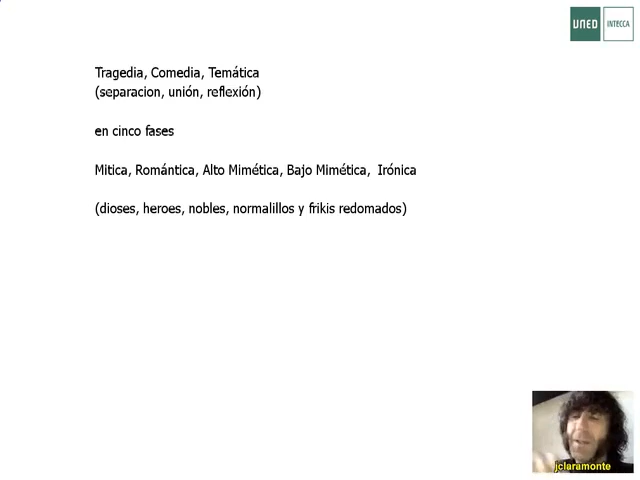 UNED
INTECCA
Tragedia, Comedia, Temática
(separacion, unión, reflexión)
en cinco fases
Mitica, Romántica, Alto Mimética, Bajo Mimética, Irónica
(dioses, heroes, nobles, normalillos y frikis redomados)
jclaramonte